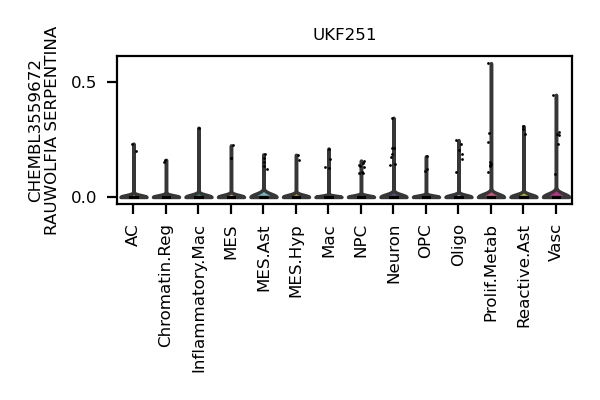 UKF251
CHEMBL3559672
RAUWOLFIA SERPENTINA
0.5
0.0
AC
Chromatin.Reg
Inflammatory.Mac
MES
MES.Ast
MES.Hyp
Mac
NPC
Neuron
OPC
Oligo
Prolif.Metab
Reactive.Ast
Vasc